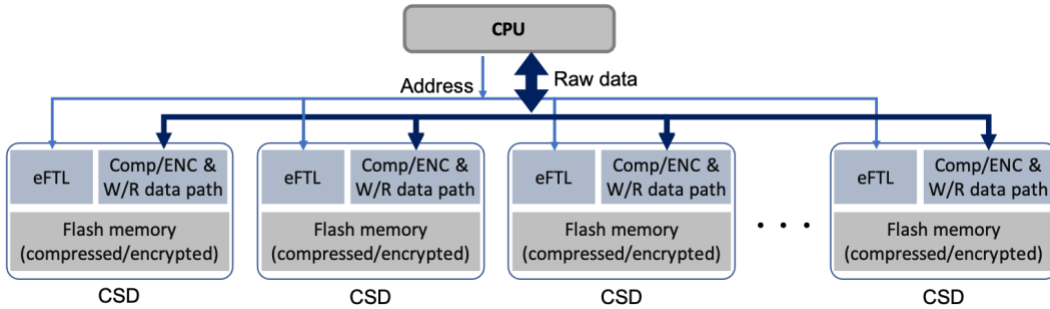 CPU
Address
Raw data
eFTL
Comp/ENC &
W/R data path
Flash memory
(compressed/encrypted)
CSD
eFTL
Comp/ENC &
W/R data path
Flash memory
(compressed/encrypted)
CSD
eFTL
Comp/ENC &
W/R data path
Flash memory
(compressed/encrypted)
CSD
. . .
eFTL
Comp/ENC &
W/R data path
Flash memory
(compressed/encrypted)
CSD